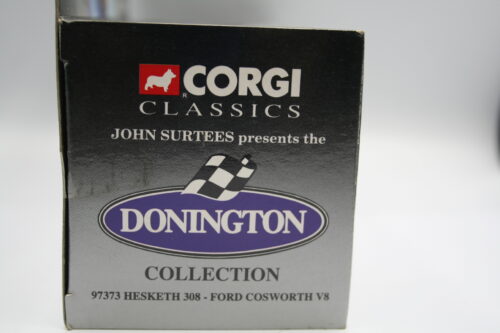 CORGI
CLASSICS
JOHN SURTEES presents the
DONINGTON
COLLECTION
97373 HESKETH 308 - FORD COSWORTH V8